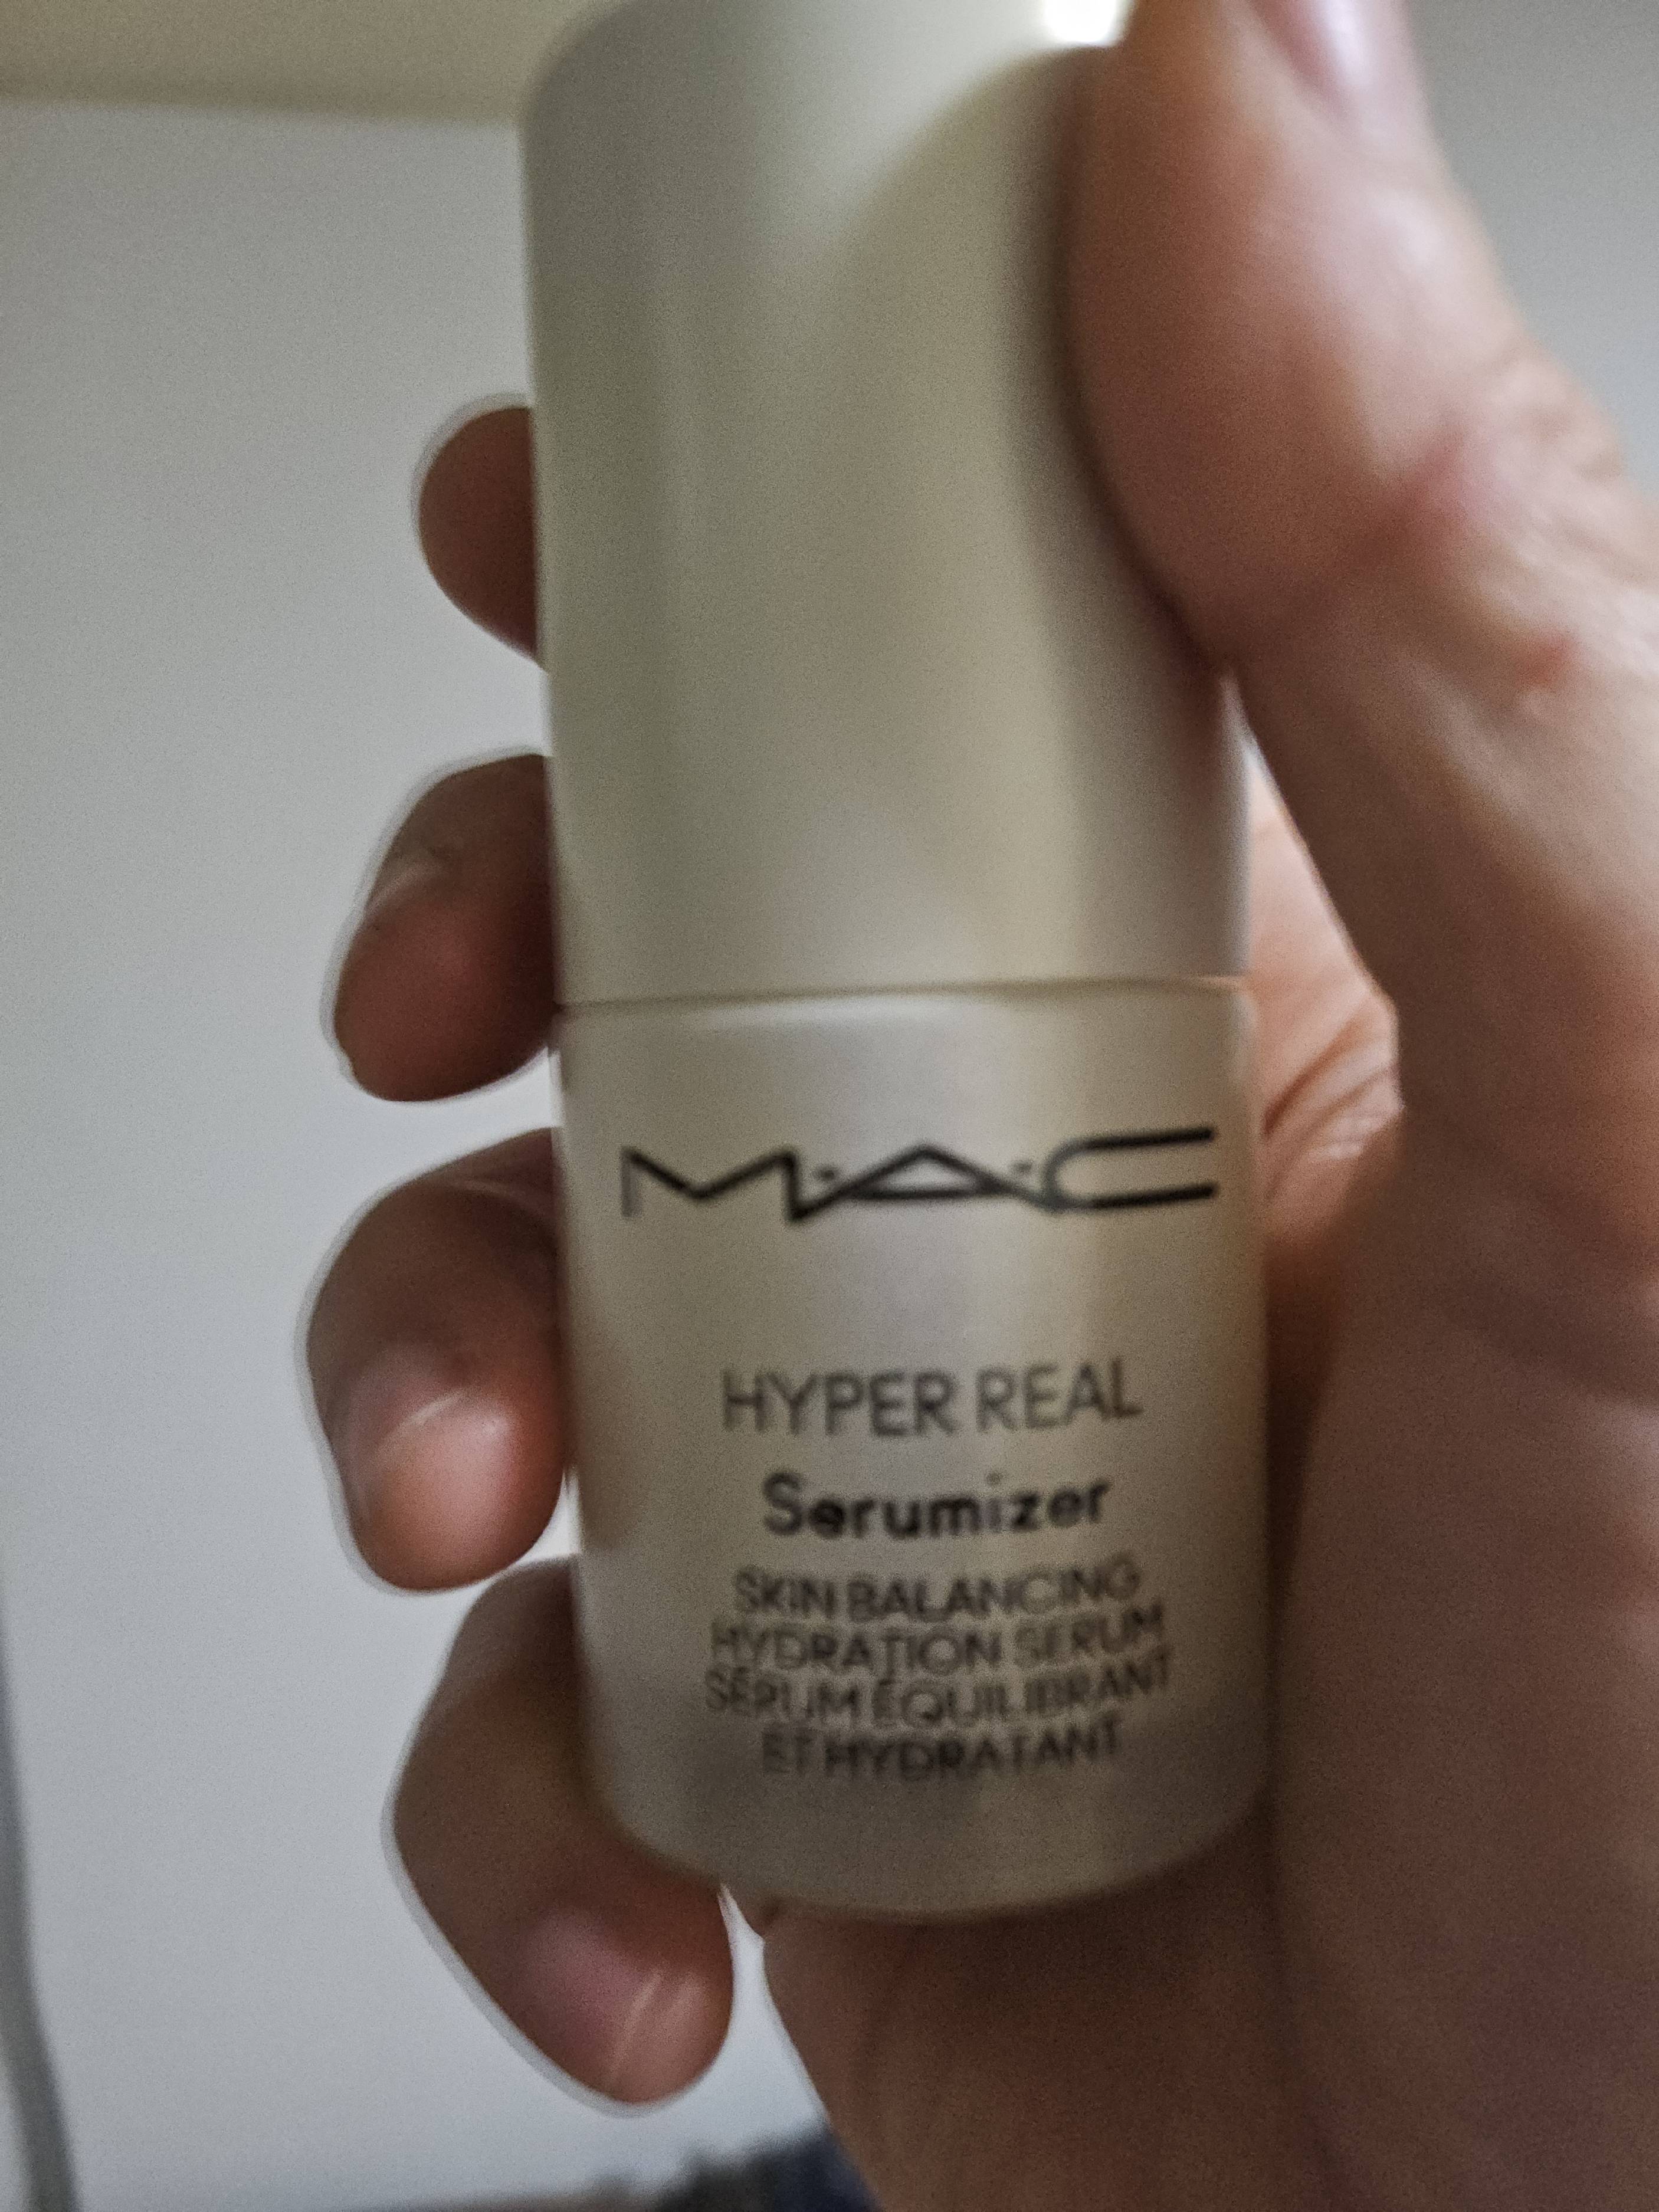 M·A·C
HYPER REAL
Serumizer
SKIN BALANCING
HYDRATION SERUM
SÉRUM ÉQUILIBRANT
ET HYDRATANT